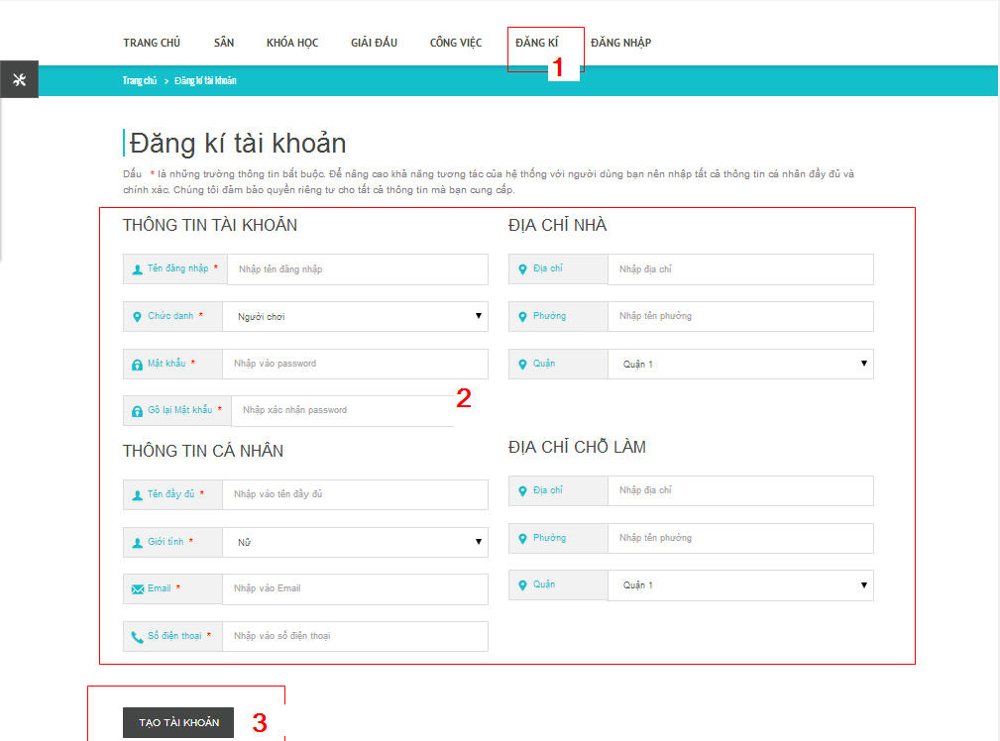 TRANG CHỦ SÂN KHÓA HỌC GIẢI ĐẤU CÔNG VIỆC ĐĂNG KÍ ĐĂNG NHẬP
1
Trang chủ > Đăng kí tài khoản
Đăng kí tài khoản
Dấu * là những trường thông tin bắt buộc. Để nâng cao khả năng tương tác của hệ thống với người dùng bạn nên nhập tất cả thông tin cá nhân đầy đủ và
chính xác. Chúng tôi đảm bảo quyền riêng tư cho tất cả thông tin mà bạn cung cấp.
THÔNG TIN TÀI KHOẢN
Tên đăng nhập * Nhập tên đăng nhập
Chức danh * Người chơi
Mật khẩu * Nhập vào password
Gõ lại Mật khẩu * Nhập xác nhận password
2
ĐỊA CHỈ NHÀ
Địa chỉ Nhập địa chỉ
Phường Nhập tên phường
Quận Quận 1
THÔNG TIN CÁ NHÂN
Tên đầy đủ * Nhập vào tên đầy đủ
Giới tính * Nữ
Email * Nhập vào Email
Số điện thoại * Nhập vào số điện thoại
ĐỊA CHỈ CHỖ LÀM
Địa chỉ Nhập địa chỉ
Phường Nhập tên phường
Quận Quận 1
TẠO TÀI KHOẢN
3